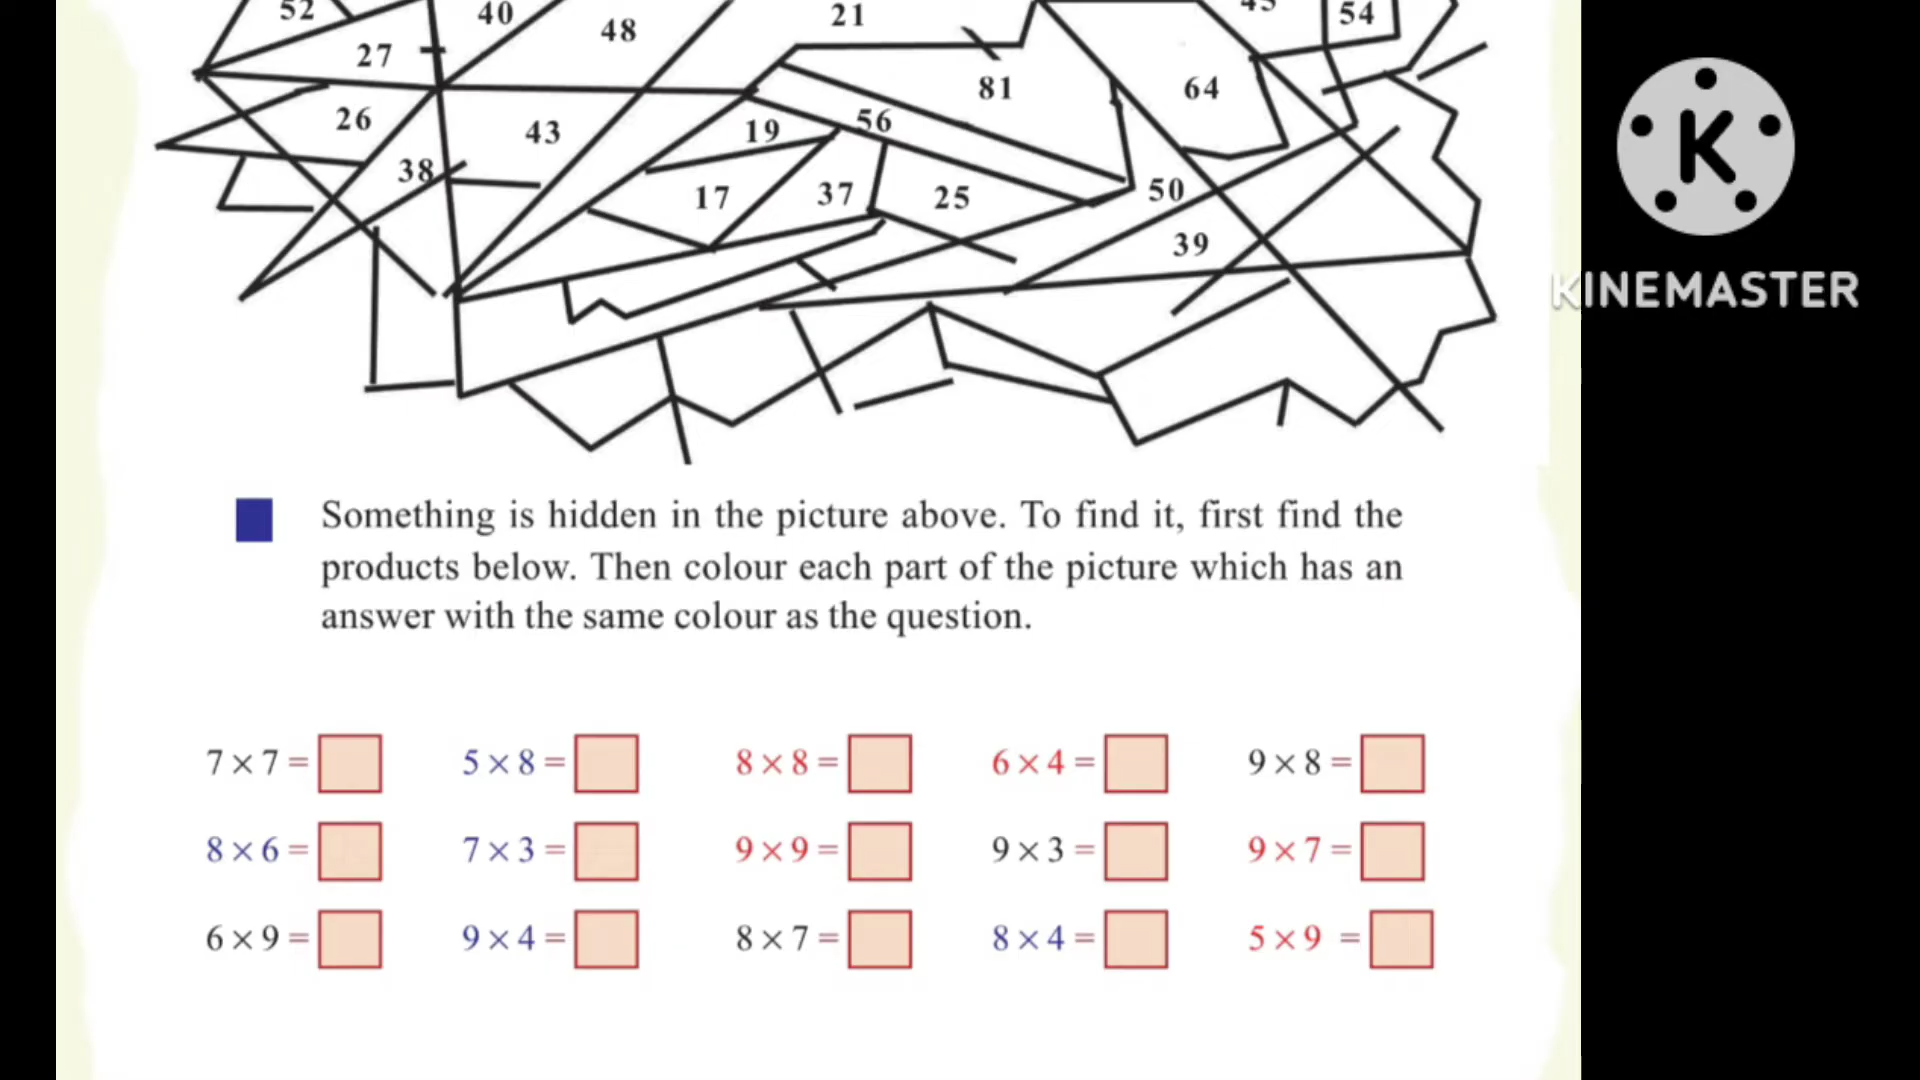 52 40 48 21 45 54
27 81 64
26 43 19 56
38 17 37 25 50
39
K
KINEMASTER
Something is hidden in the picture above. To find it, first find the
products below. Then colour each part of the picture which has an
answer with the same colour as the question.
7 × 7 = 5 × 8 = 8 × 8 = 6 × 4 = 9 × 8 =
8 × 6 = 7 × 3 = 9 × 9 = 9 × 3 = 9 × 7 =
6 × 9 = 9 × 4 = 8 × 7 = 8 × 4 = 5 × 9 =